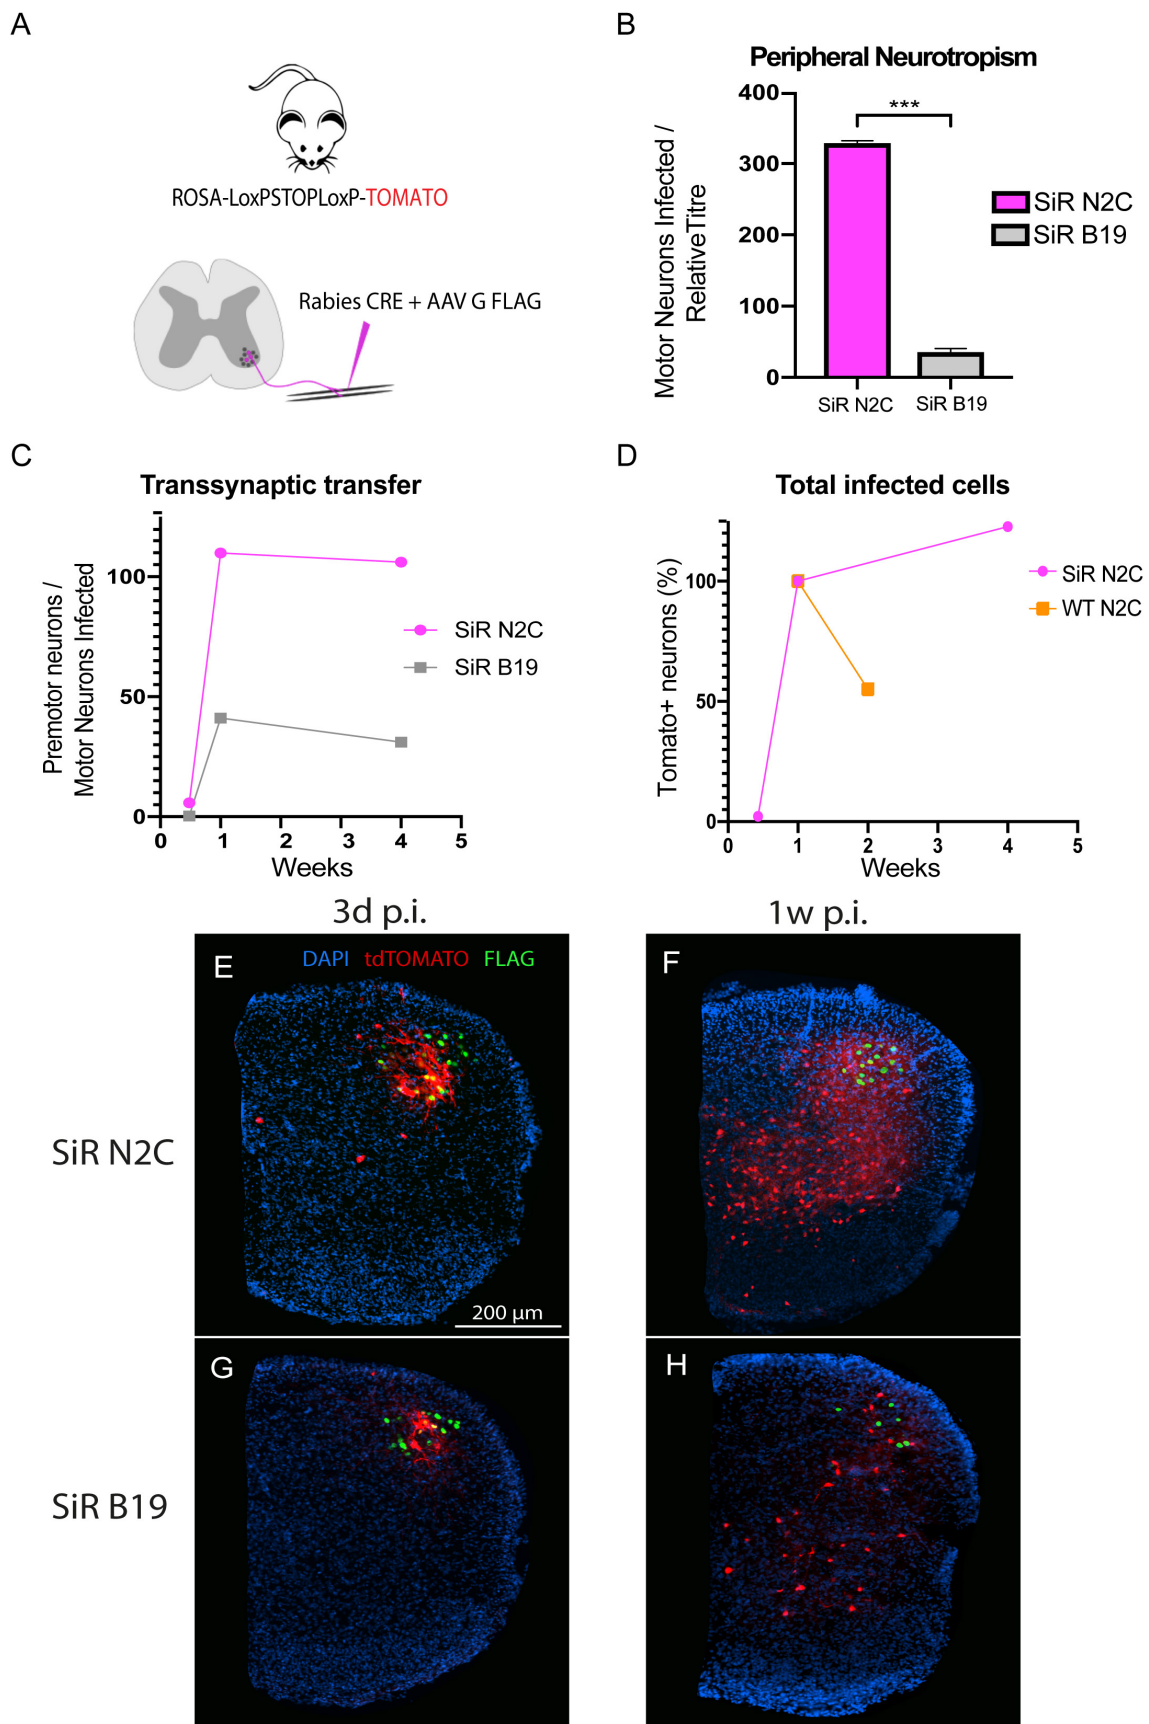 A
ROSA-LoxPSTOPLoxP-TOMATO
Rabies CRE + AAV G FLAG
B
Peripheral Neurotropism
Motor Neurons Infected /
RelativeTitre
400
300
200
100
0
***
SiR N2C
SiR B19
SiR N2C
SiR B19
C
Transsynaptic transfer
Premotor neurons /
Motor Neurons Infected
100
50
0
0 1 2 3 4 5
Weeks
SiR N2C
SiR B19
D
Total infected cells
Tomato+ neurons (%)
100
50
0
0 1 2 3 4 5
Weeks
SiR N2C
WT N2C
3d p.i.
1w p.i.
SiR N2C
E
DAPI tdTOMATO FLAG
200 µm
F
SiR B19
G
H